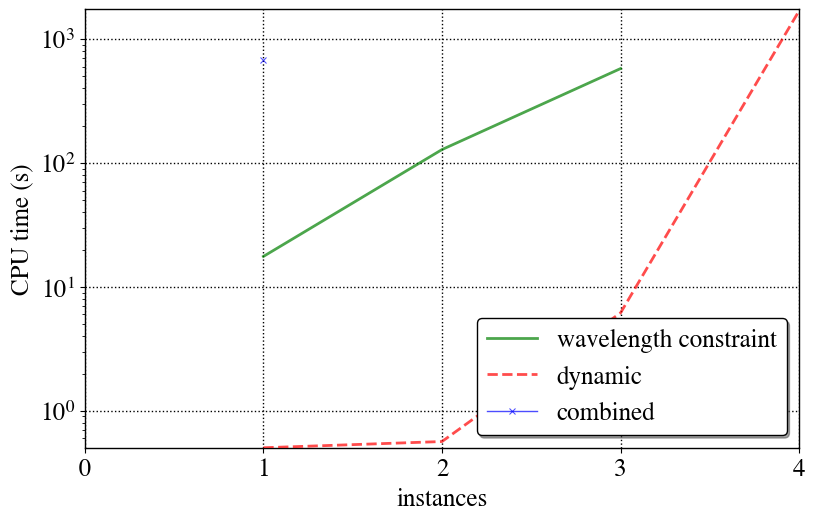 CPU time (s)
10³
10²
10¹
10⁰
wavelength constraint
dynamic
combined
0 1 2 3 4
instances